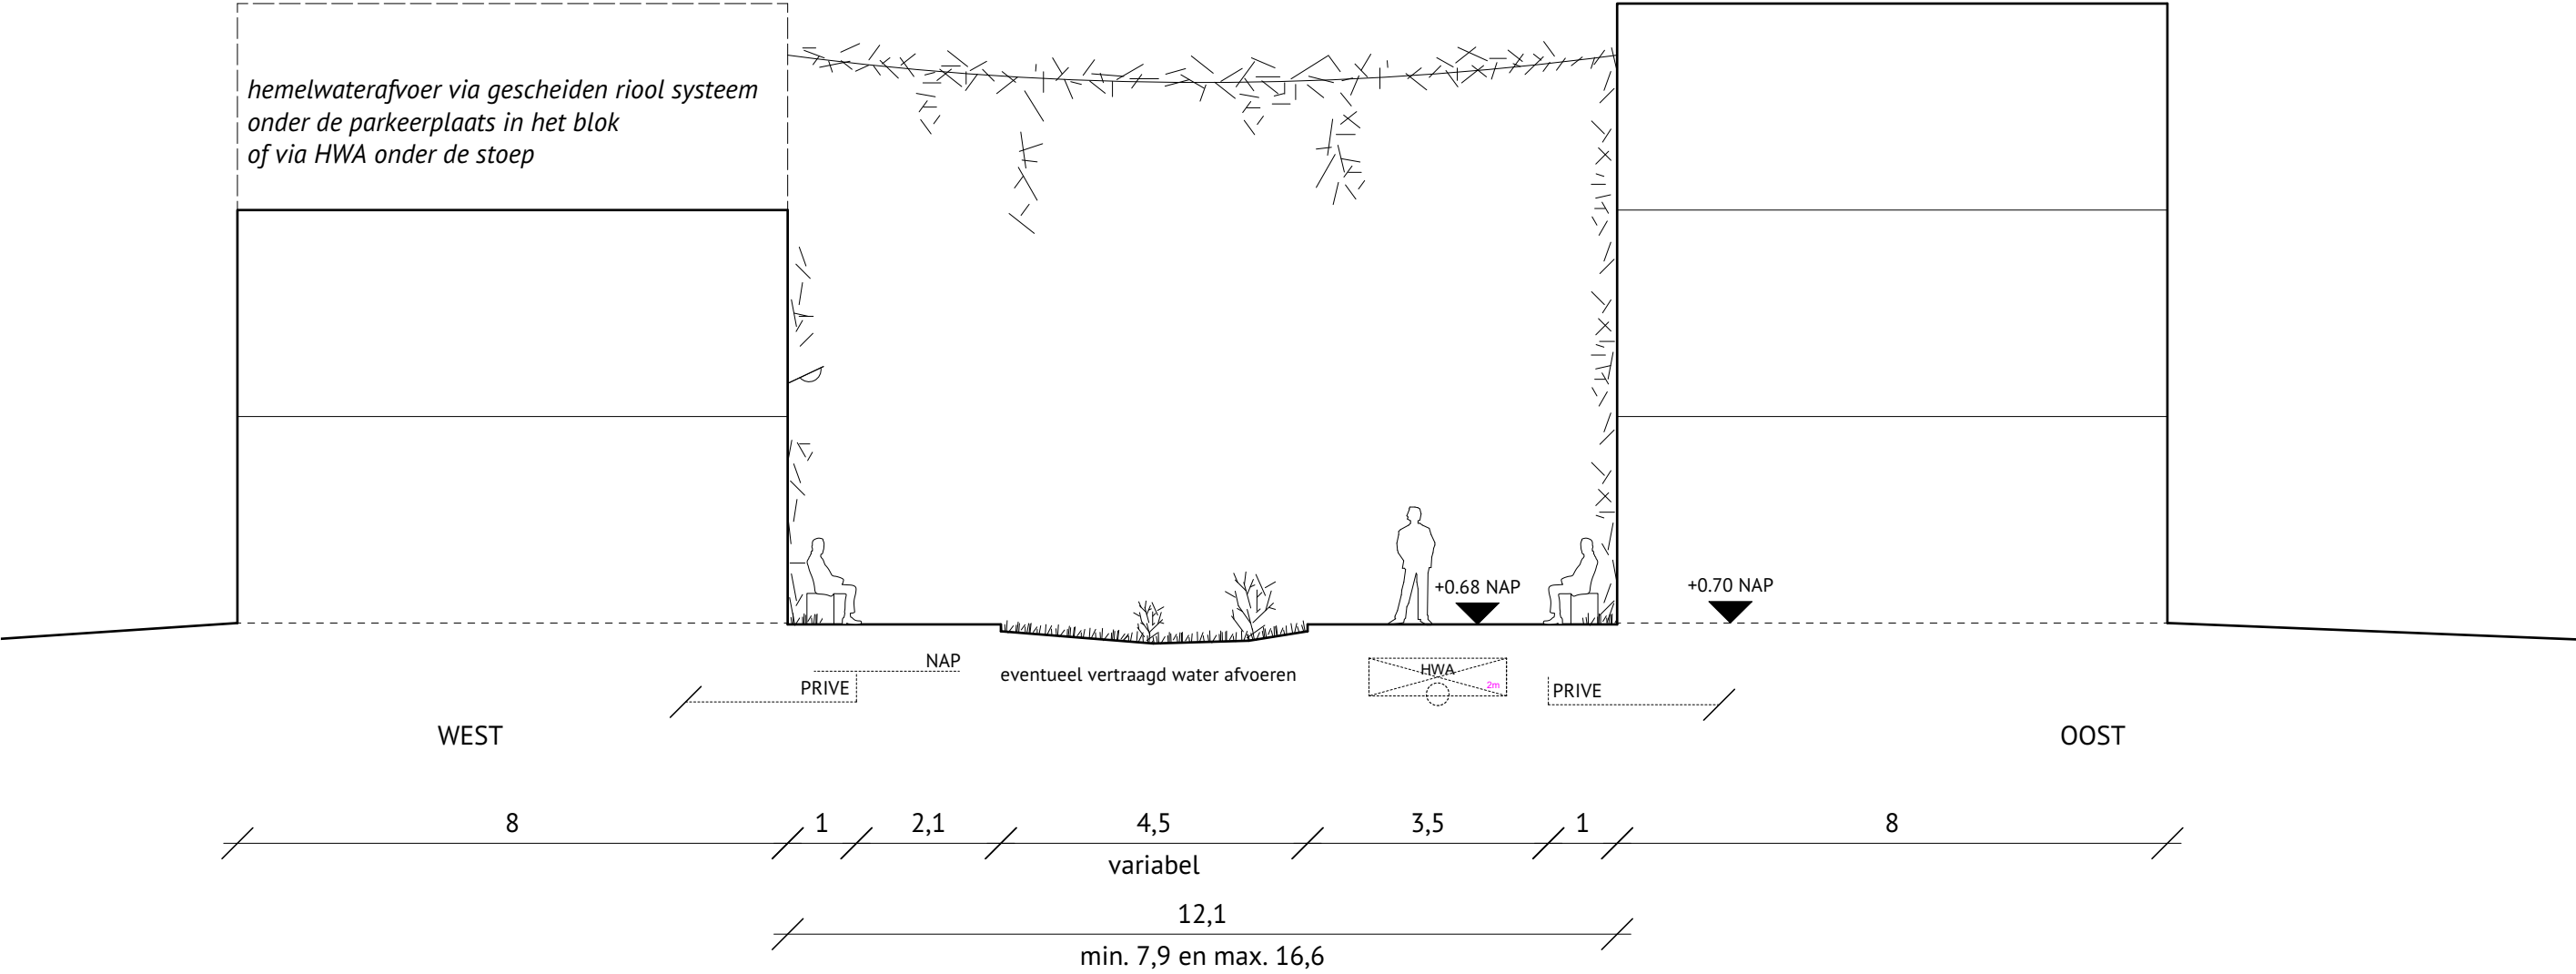 hemelwaterafvoer via gescheiden riool systeem
onder de parkeerplaats in het blok
of via HWA onder de stoep
+0.68 NAP
+0.70 NAP
NAP
PRIVE
eventueel vertraagd water afvoeren
HWA
2m
PRIVE
WEST
OOST
8
1
2,1
4,5
3,5
1
8
variabel
12,1
min. 7,9 en max. 16,6